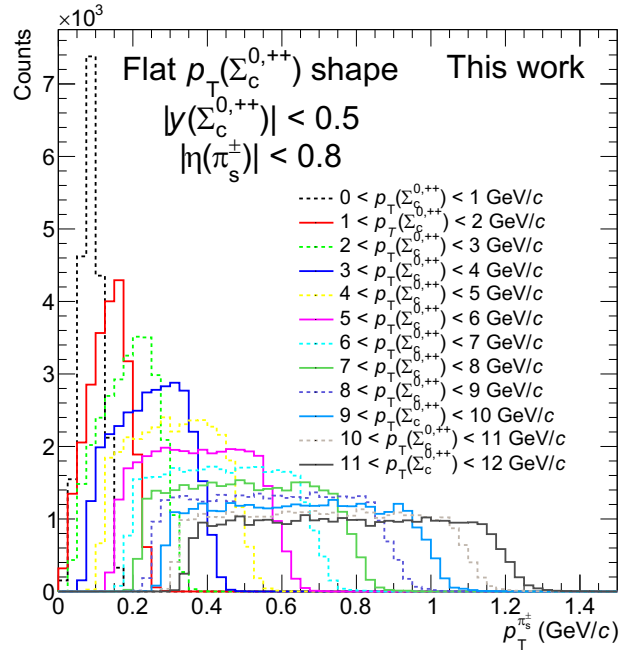 ×10³
Counts
Flat p_T(Σ_c^{0,++}) shape This work
|y(Σ_c^{0,++})| < 0.5
|η(π_s^±)| < 0.8
0 < p_T(Σ_c^{0,++}) < 1 GeV/c
1 < p_T(Σ_c^{0,++}) < 2 GeV/c
2 < p_T(Σ_c^{0,++}) < 3 GeV/c
3 < p_T(Σ_c^{0,++}) < 4 GeV/c
4 < p_T(Σ_c^{0,++}) < 5 GeV/c
5 < p_T(Σ_c^{0,++}) < 6 GeV/c
6 < p_T(Σ_c^{0,++}) < 7 GeV/c
7 < p_T(Σ_c^{0,++}) < 8 GeV/c
8 < p_T(Σ_c^{0,++}) < 9 GeV/c
9 < p_T(Σ_c^{0,++}) < 10 GeV/c
10 < p_T(Σ_c^{0,++}) < 11 GeV/c
11 < p_T(Σ_c^{0,++}) < 12 GeV/c
7
6
5
4
3
2
1
0
0 0.2 0.4 0.6 0.8 1 1.2 1.4
p_T^{π_s^±} (GeV/c)